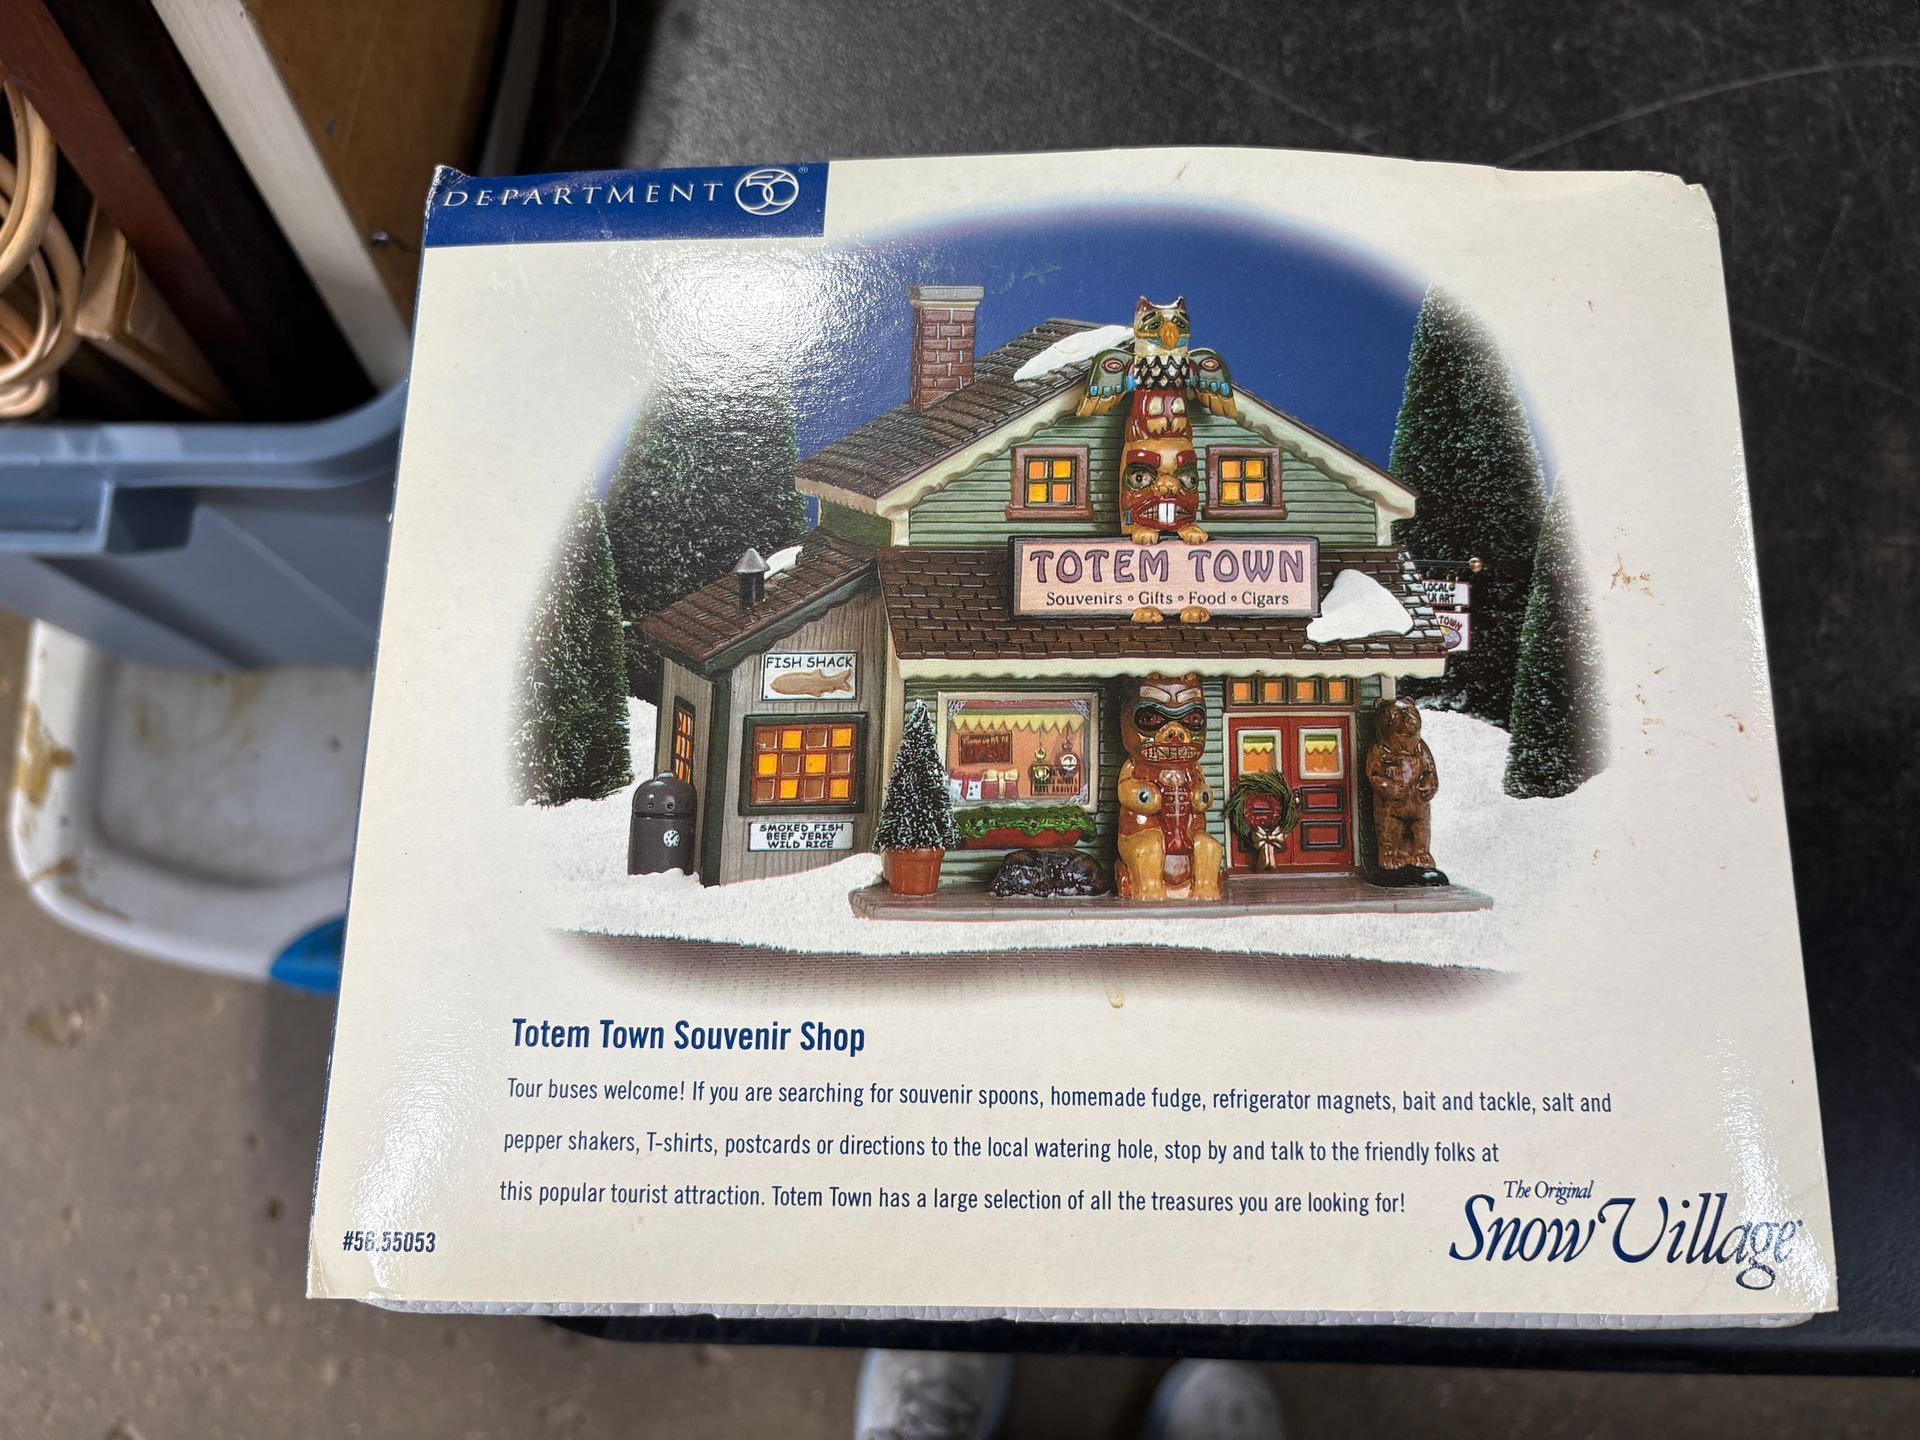 DEPARTMENT 56®
TOTEM TOWN
Souvenirs • Gifts • Food • Cigars
LOCAL
TOWN
FISH SHACK
SMOKED FISH
BEEF JERKY
WILD RICE
HAVE ARRIVED
Totem Town Souvenir Shop
Tour buses welcome! If you are searching for souvenir spoons, homemade fudge, refrigerator magnets, bait and tackle, salt and
pepper shakers, T-shirts, postcards or directions to the local watering hole, stop by and talk to the friendly folks at
this popular tourist attraction. Totem Town has a large selection of all the treasures you are looking for!
The Original
Snow Village
#56.55053